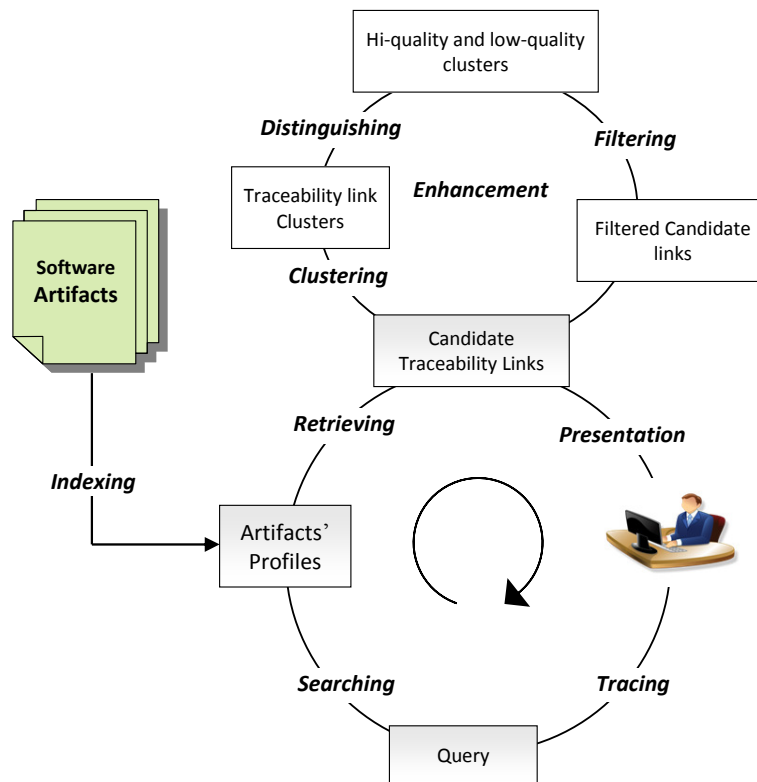 Hi-quality and low-quality
clusters
Distinguishing
Filtering
Traceability link
Clusters
Enhancement
Filtered Candidate
links
Software
Artifacts
Clustering
Candidate
Traceability Links
Retrieving
Presentation
Indexing
Artifacts’
Profiles
Searching
Tracing
Query